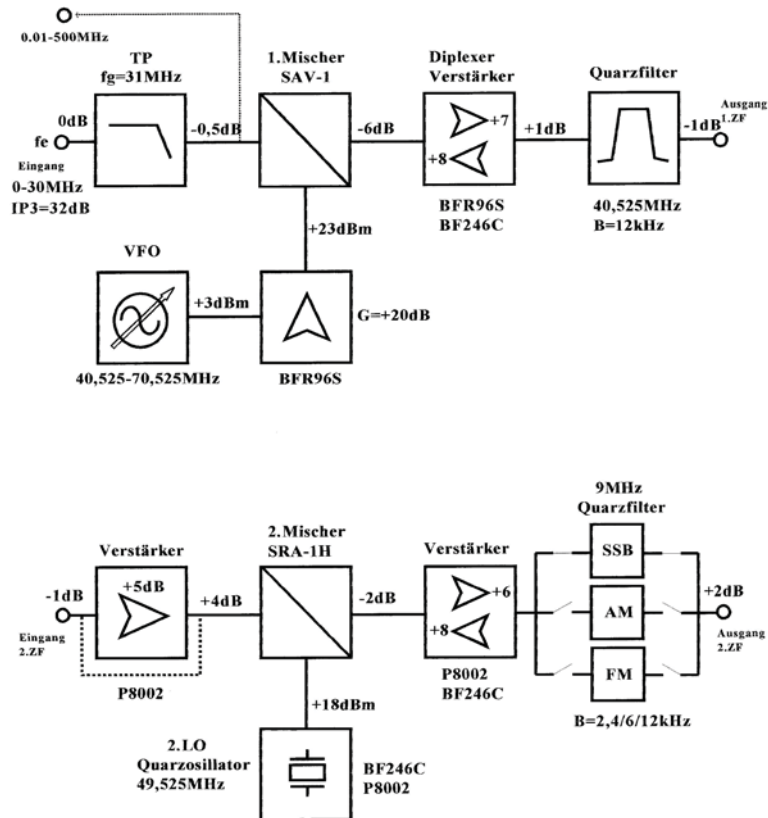 0.01-500MHz
TP
fg=31MHz
1.Mischer
SAV-1
Diplexer
Verstärker
Quarzfilter
0dB
fe
-0,5dB
-6dB
+7
+8
+1dB
-1dB
Ausgang
1.ZF
Eingang
0-30MHz
IP3=32dB
BFR96S
BF246C
40,525MHz
B=12kHz
+23dBm
VFO
+3dBm
G=+20dB
40,525-70,525MHz
BFR96S
9MHz
Quarzfilter
2.Mischer
SRA-1H
Verstärker
Verstärker
SSB
-1dB
+5dB
+4dB
-2dB
+6
+8
AM
+2dB
Eingang
2.ZF
Ausgang
2.ZF
FM
P8002
P8002
BF246C
+18dBm
B=2,4/6/12kHz
2.LO
Quarzosillator
49,525MHz
BF246C
P8002